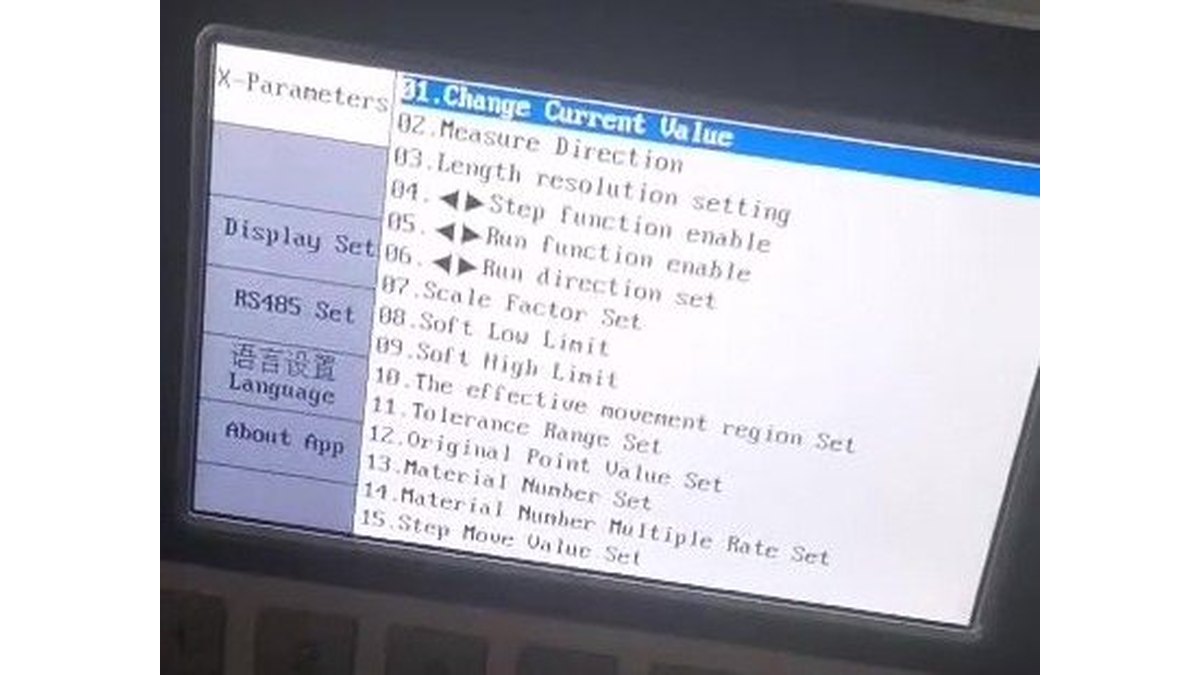 X-Parameters
Display Set
RS485 Set
语言设置
Language
About App
01.Change Current Value
02.Measure Direction
03.Length resolution setting
04.◀▶Step function enable
05.◀▶Run function enable
06.◀▶Run direction set
07.Scale Factor Set
08.Soft Low Limit
09.Soft High Limit
10.The effective movement region Set
11.Tolerance Range Set
12.Original Point Value Set
13.Material Number Set
14.Material Number Multiple Rate Set
15.Step Move Value Set